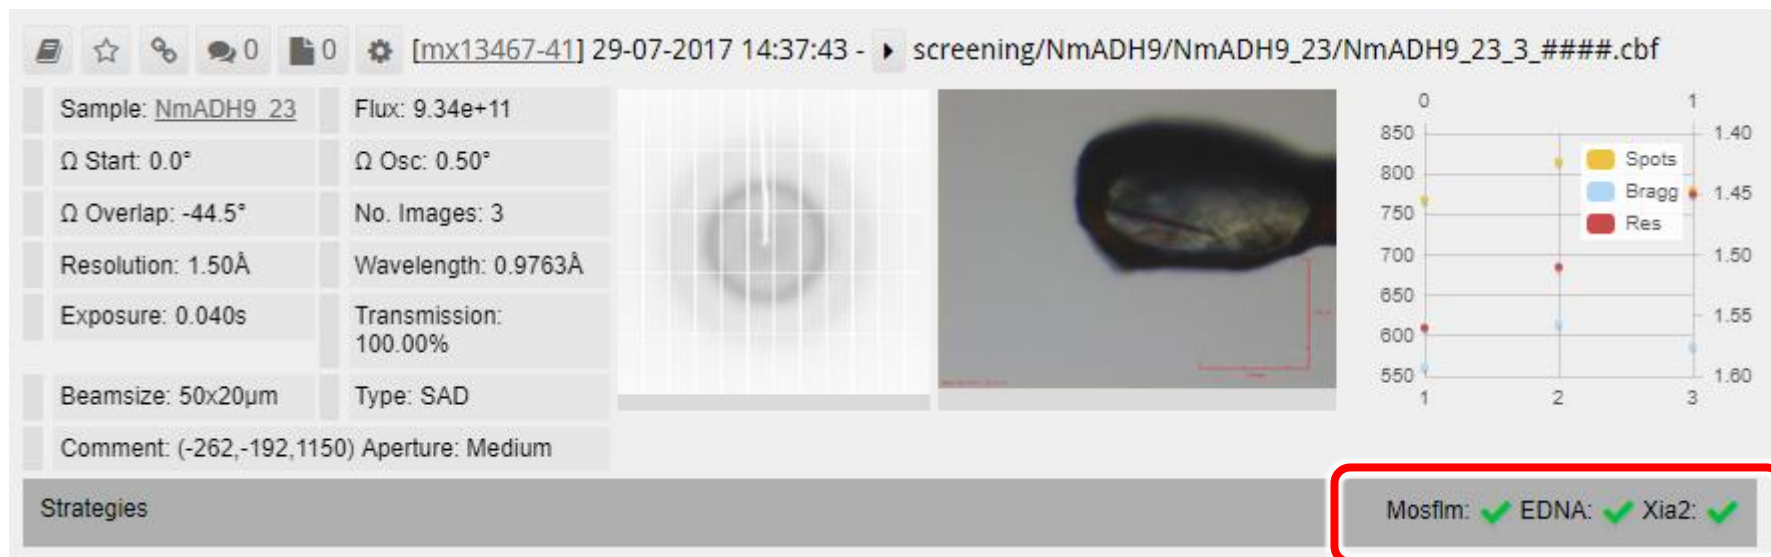 0 0 [mx13467-41] 29-07-2017 14:37:43 - screening/NmADH9/NmADH9_23/NmADH9_23_3_####.cbf
Sample: NmADH9_23 Flux: 9.34e+11
Ω Start: 0.0° Ω Osc: 0.50°
Ω Overlap: -44.5° No. Images: 3
Resolution: 1.50Å Wavelength: 0.9763Å
Exposure: 0.040s Transmission:
100.00%
Beamsize: 50x20μm Type: SAD
Comment: (-262,-192,1150) Aperture: Medium
0 1
850 1.40
800 Spots
Bragg 1.45
750 Res
700 1.50
650
1.55
600
550 1.60
1 2 3
Strategies Mosflm: EDNA: Xia2: